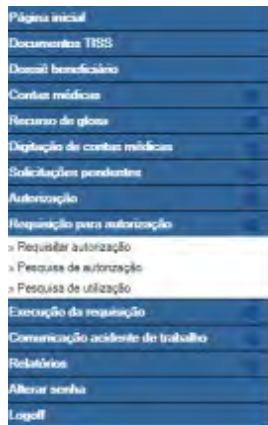 Página inicial
Documentos TISS
Dossiê beneficiário
Contas médicas
Recurso de glosa
Digitação de contas médicas
Solicitações pendentes
Autorização
Requisição para autorização
» Requisitar autorização
» Pesquisa de autorização
» Pesquisa de utilização
Execução da requisição
Comunicação acidente de trabalho
Relatórios
Alterar senha
Logoff